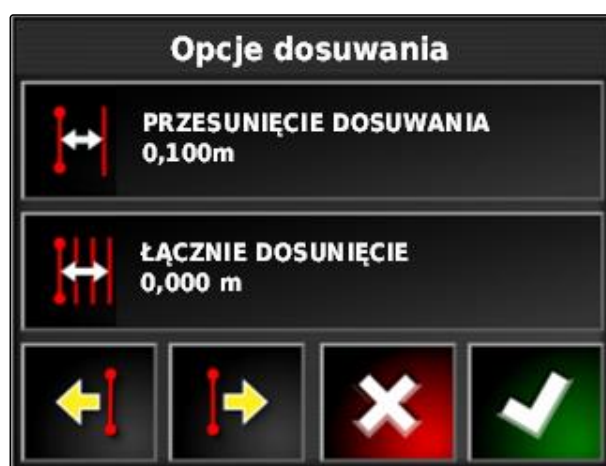 Opcje dosuwania
PRZESUNIĘCIE DOSUWANIA
0,100m
ŁĄCZNIE DOSUNIĘCIE
0,000 m